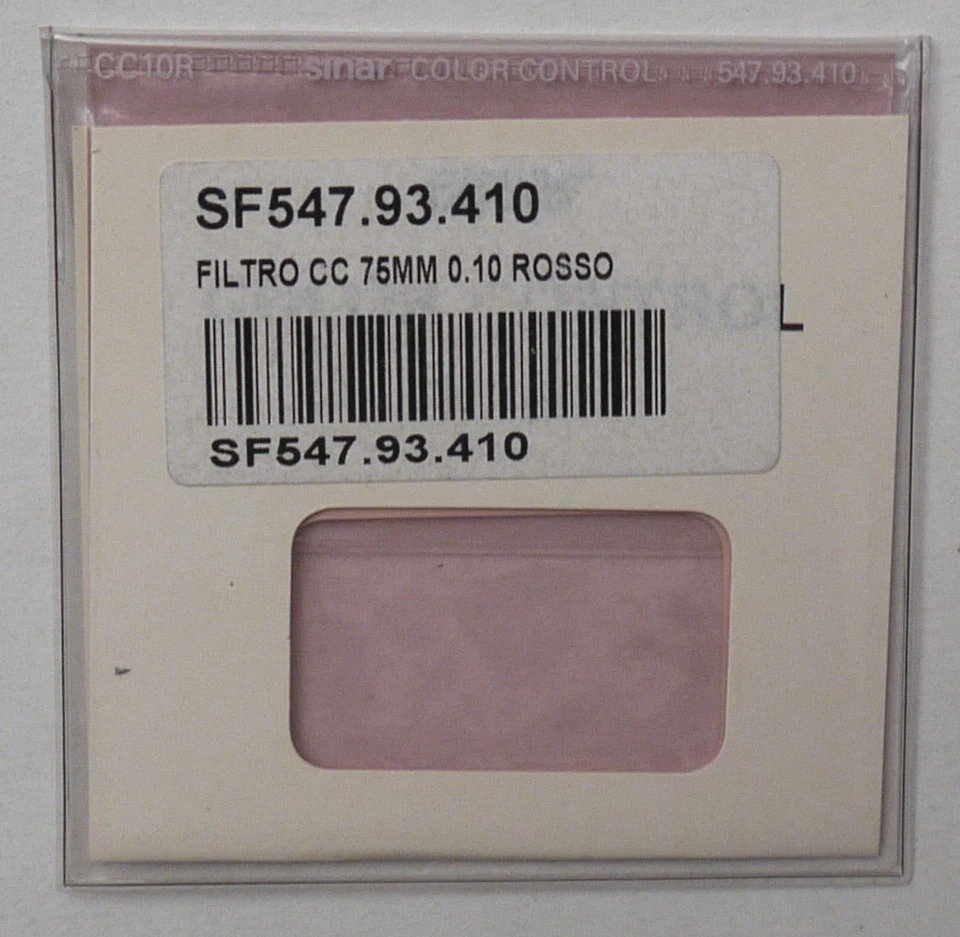 CC10R sinar COLOR CONTROL 547.93.410
SF547.93.410
FILTRO CC 75MM 0.10 ROSSO
L
SF547.93.410